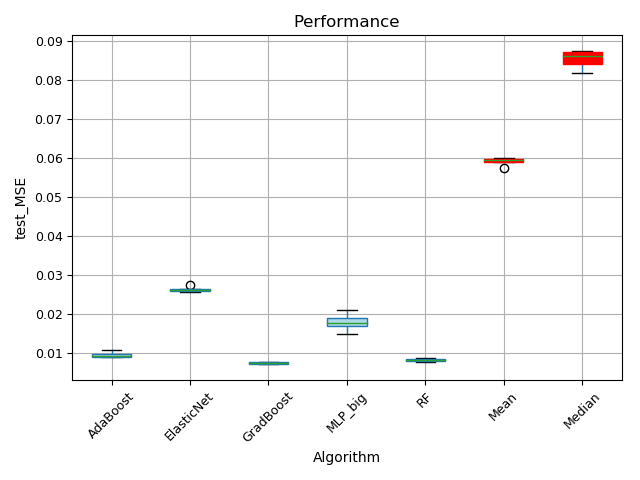 Performance
0.09
0.08
0.07
0.06
0.05
0.04
0.03
0.02
0.01
test_MSE
AdaBoost
ElasticNet
GradBoost
MLP_big
RF
Mean
Median
Algorithm